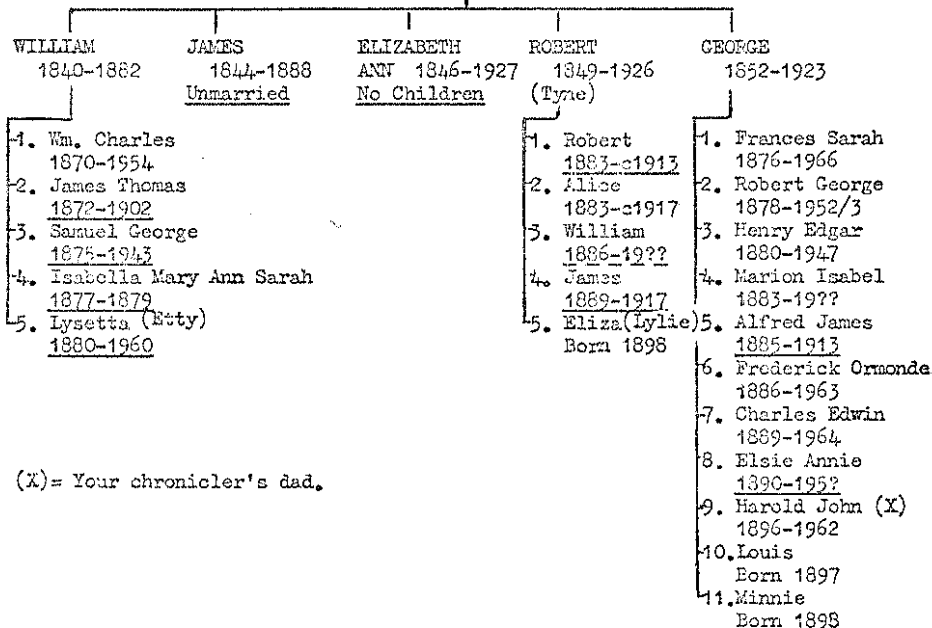 WILLIAM
1840-1882
JAMES
1844-1888
Unmarried
ELIZABETH
ANN 1846-1927
No Children
ROBERT
1849-1926
(Tyne)
GEORGE
1852-1923
1. Wm. Charles
1870-1954
2. James Thomas
1872-1902
3. Samuel George
1875-1943
4. Isabella Mary Ann Sarah
1877-1879
5. Lysetta (Etty)
1880-1960
1. Robert
1883-c1913
2. Alice
1883-c1917
3. William
1886-19??
4. James
1889-1917
5. Eliza(Lylie)
Born 1898
1. Frances Sarah
1876-1966
2. Robert George
1878-1952/3
3. Henry Edgar
1880-1947
4. Marion Isabel
1883-19??
5. Alfred James
1885-1913
6. Frederick Ormonde
1886-1963
7. Charles Edwin
1889-1964
8. Elsie Annie
1890-195?
9. Harold John (X)
1896-1962
10. Louis
Born 1897
11. Minnie
Born 1898
(X)= Your chronicler's dad.